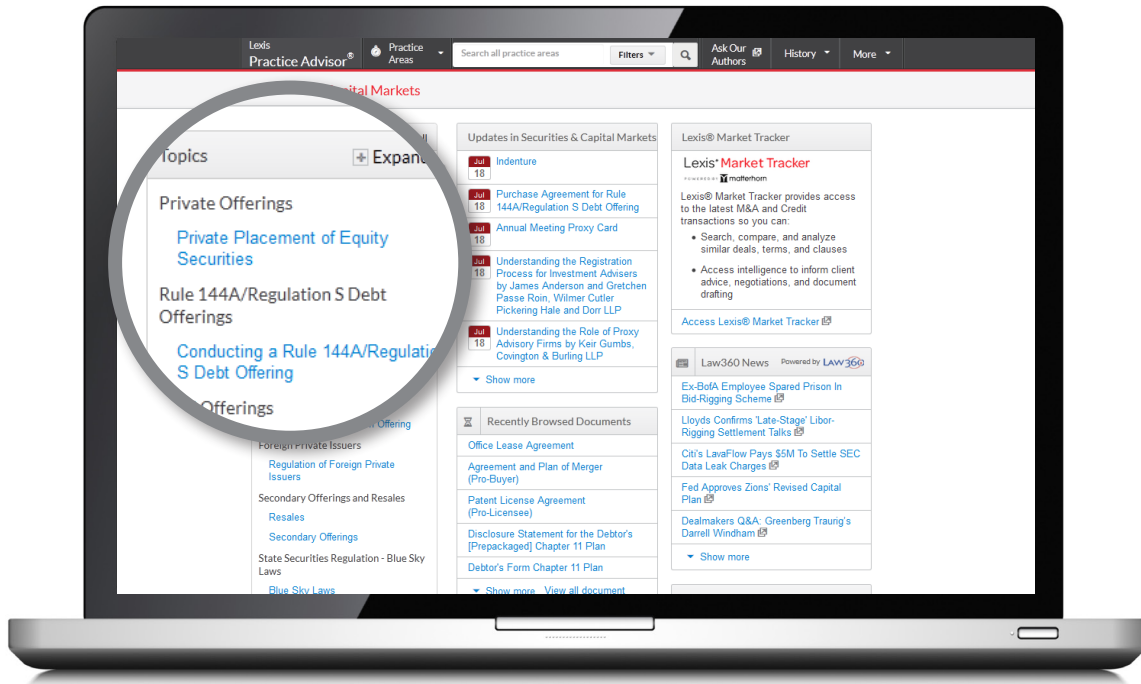 Lexis
Practice Advisor®
Practice
Areas
Search all practice areas
Filters
Ask Our
Authors
History
More
Capital Markets
Topics
Expand
Private Offerings
Private Placement of Equity
Securities
Rule 144A/Regulation S Debt
Offerings
Conducting a Rule 144A/Regulatio
S Debt Offering
Offerings
Offering
Foreign Private Issuers
Regulation of Foreign Private
Issuers
Secondary Offerings and Resales
Resales
Secondary Offerings
State Securities Regulation - Blue Sky
Laws
Blue Sky Laws
Updates in Securities & Capital Markets
Jul
18
Indenture
Jul
18
Purchase Agreement for Rule
144A/Regulation S Debt Offering
Jul
18
Annual Meeting Proxy Card
Jul
18
Understanding the Registration
Process for Investment Advisers
by James Anderson and Gretchen
Passe Roin, Wilmer Cutler
Pickering Hale and Dorr LLP
Jul
18
Understanding the Role of Proxy
Advisory Firms by Keir Gumbs,
Covington & Burling LLP
Show more
Recently Browsed Documents
Office Lease Agreement
Agreement and Plan of Merger
(Pro-Buyer)
Patent License Agreement
(Pro-Licensee)
Disclosure Statement for the Debtor's
[Prepackaged] Chapter 11 Plan
Debtor's Form Chapter 11 Plan
Show more View all document
Lexis® Market Tracker
Lexis® Market Tracker
POWERED BY matterhorn
Lexis® Market Tracker provides access
to the latest M&A and Credit
transactions so you can:
• Search, compare, and analyze
similar deals, terms, and clauses
• Access intelligence to inform client
advice, negotiations, and document
drafting
Access Lexis® Market Tracker
Law360 News Powered by LAW360
Ex-BofA Employee Spared Prison In
Bid-Rigging Scheme
Lloyds Confirms 'Late-Stage' Libor-
Rigging Settlement Talks
Citi's LavaFlow Pays $5M To Settle SEC
Data Leak Charges
Fed Approves Zions' Revised Capital
Plan
Dealmakers Q&A: Greenberg Traurig's
Darrell Windham
Show more